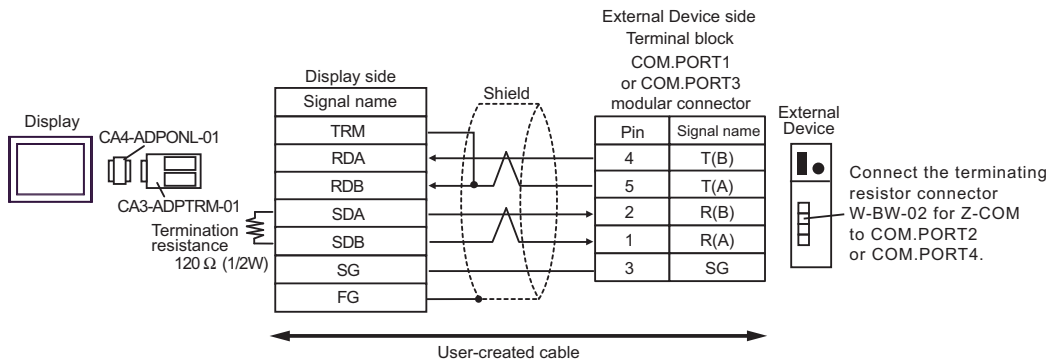 External Device side
Terminal block
COM.PORT1
or COM.PORT3
modular connector
Display side
Shield
Signal name
Display
CA4-ADPONL-01
CA3-ADPTRM-01
Termination
resistance
120 Ω (1/2W)
TRM
RDA
RDB
SDA
SDB
SG
FG
Pin
Signal name
4
T(B)
5
T(A)
2
R(B)
1
R(A)
3
SG
External
Device
Connect the terminating
resistor connector
W-BW-02 for Z-COM
to COM.PORT2
or COM.PORT4.
User-created cable